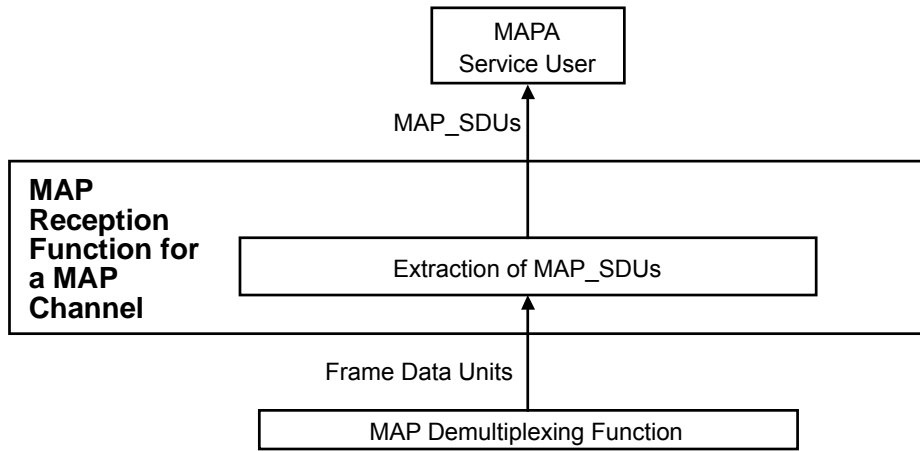 MAPA
Service User
MAP_SDUs
MAP
Reception
Function for
a MAP
Channel
Extraction of MAP_SDUs
Frame Data Units
MAP Demultiplexing Function